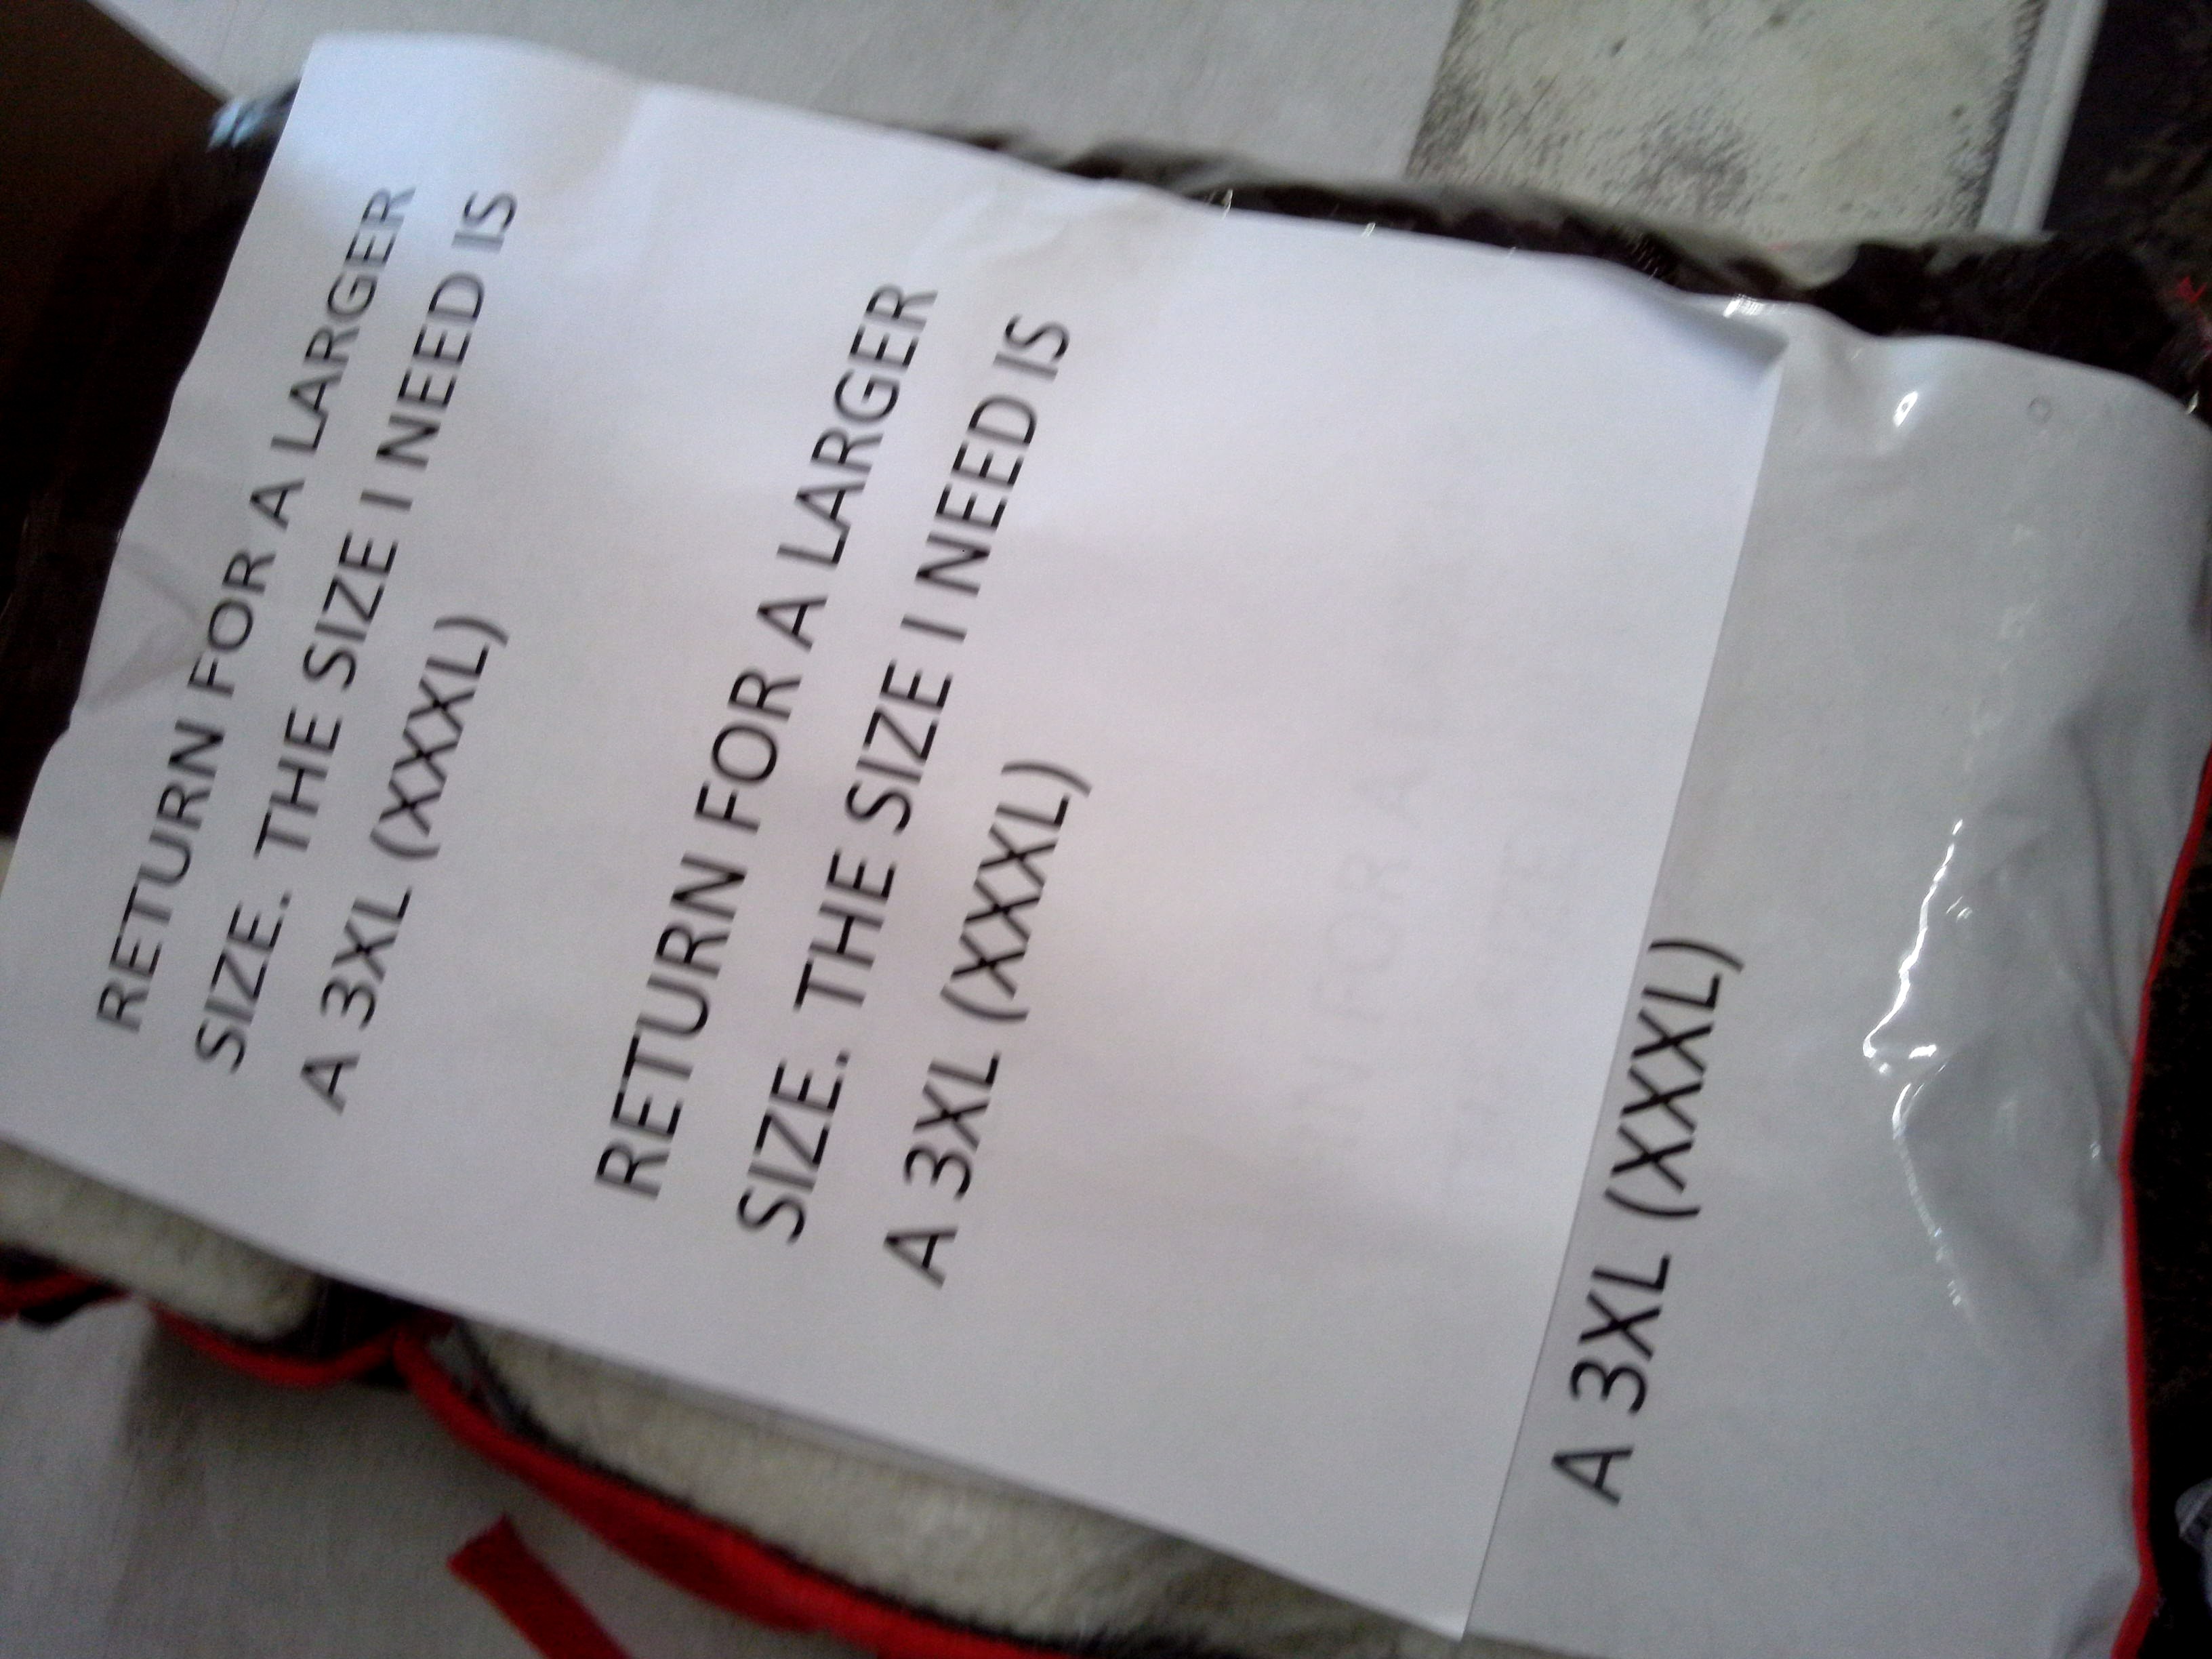 RETURN FOR A LARGER
SIZE. THE SIZE I NEED IS
A 3XL (XXXL)
RETURN FOR A LARGER
SIZE. THE SIZE I NEED IS
A 3XL (XXXL)
FOR A
A 3XL (XXXL)